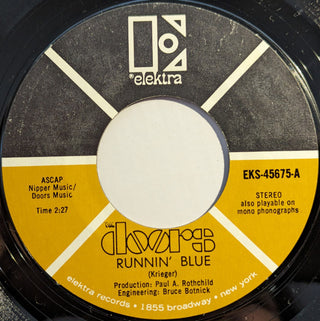 elektra
ASCAP
Nipper Music/
Doors Music
Time 2:27
EKS-45675-A
STEREO
also playable on
mono phonographs
THE
doors
RUNNIN' BLUE
(Krieger)
Production: Paul A. Rothchild
Engineering: Bruce Botnick
elektra records • 1855 broadway • new york